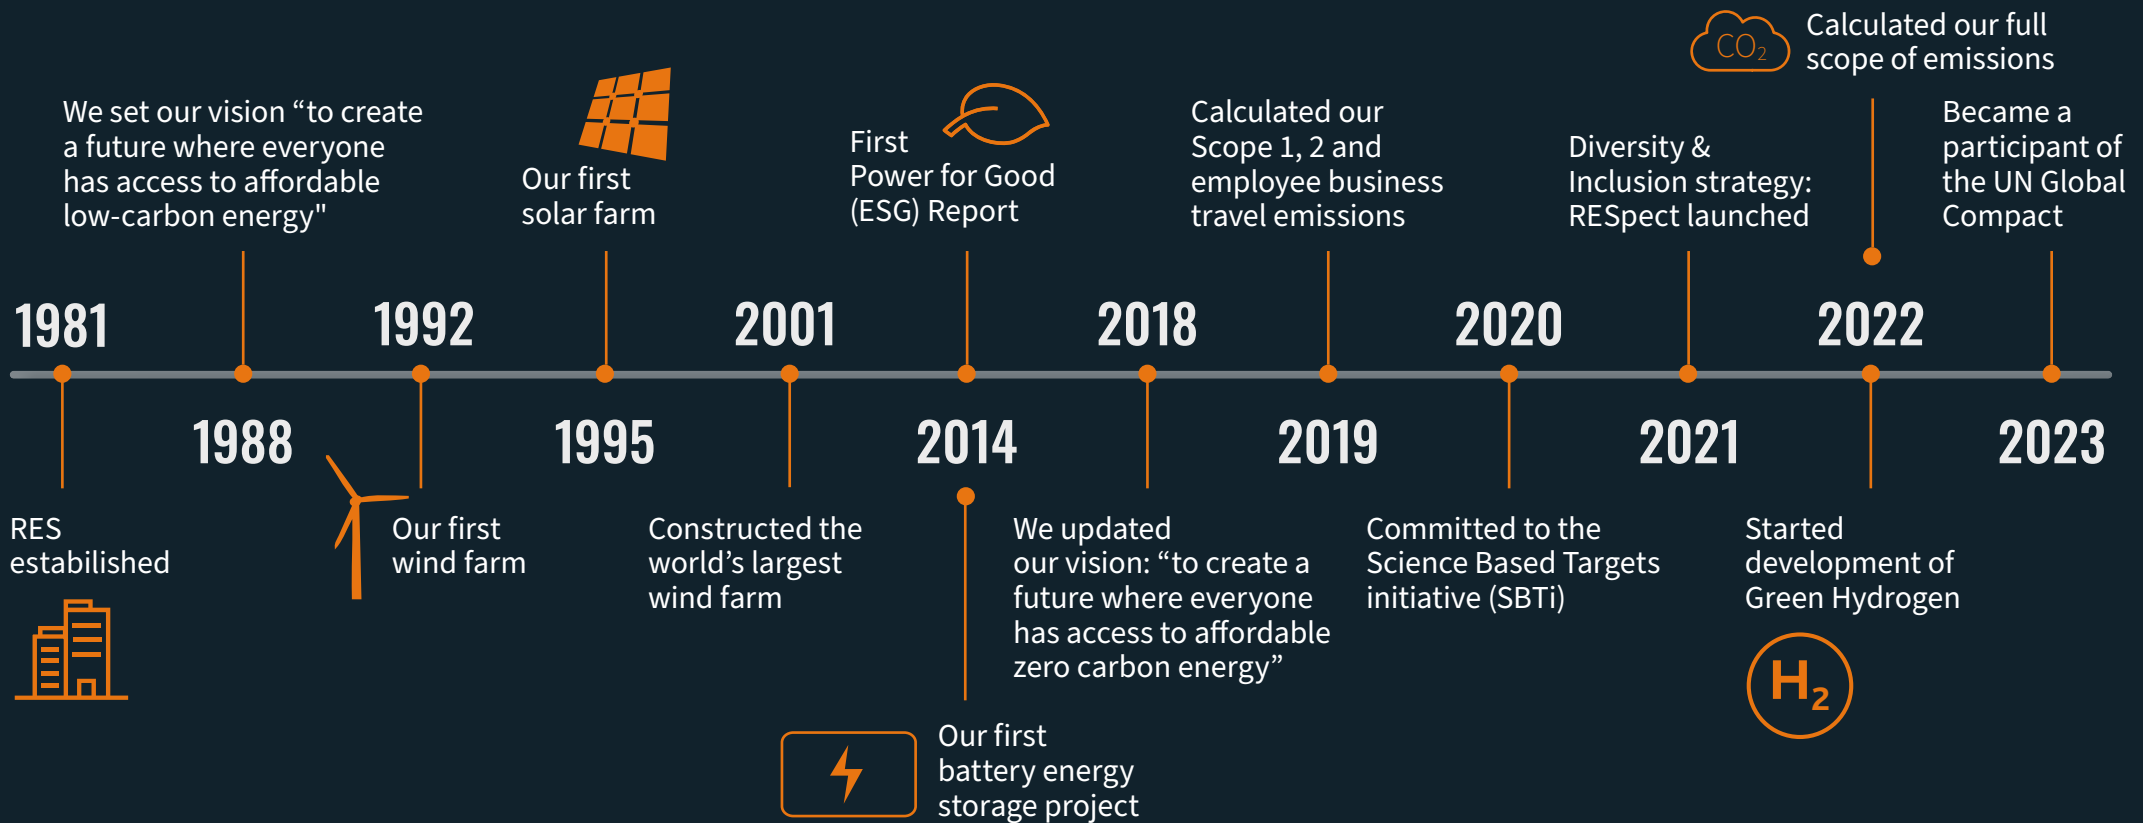 1981
RES
estabilished
We set our vision “to create
a future where everyone
has access to affordable
low-carbon energy"
1988
1992
Our first
wind farm
Our first
solar farm
1995
2001
Constructed the
world’s largest
wind farm
First
Power for Good
(ESG) Report
2014
Our first
battery energy
storage project
2018
We updated
our vision: “to create a
future where everyone
has access to affordable
zero carbon energy”
Calculated our
Scope 1, 2 and
employee business
travel emissions
2019
2020
Committed to the
Science Based Targets
initiative (SBTi)
Diversity &
Inclusion strategy:
RESpect launched
2021
CO₂
Calculated our full
scope of emissions
2022
Started
development of
Green Hydrogen
H₂
Became a
participant of
the UN Global
Compact
2023